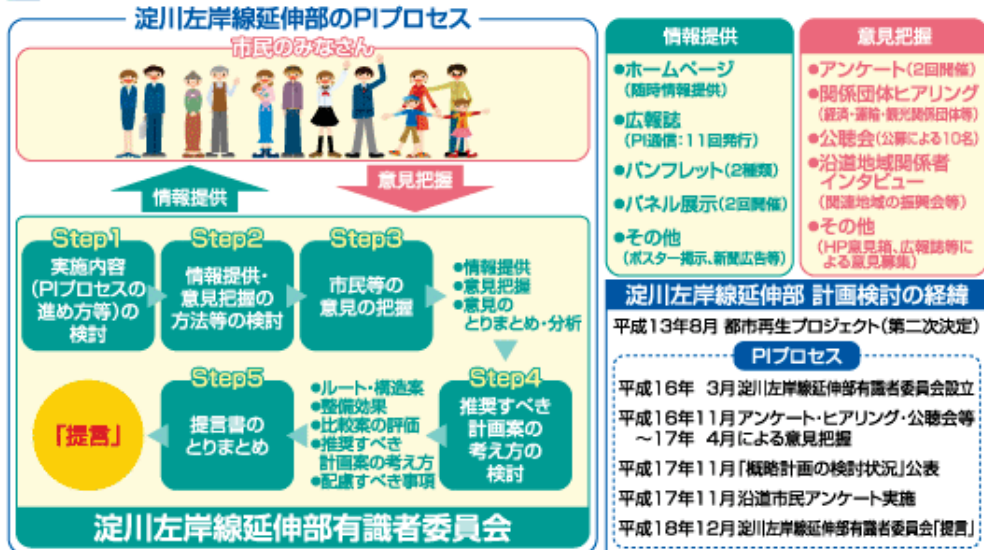 淀川左岸線延伸部のPIプロセス
市民のみなさん
情報提供
意見把握
Step1
実施内容
(PIプロセスの
進め方等)の
検討
Step2
情報提供・
意見把握の
方法等の検討
Step3
市民等の
意見の把握
●情報提供
●意見把握
●意見の
とりまとめ・分析
Step4
推奨すべき
計画案の
考え方の
検討
●ルート・構造案
●整備効果
●比較案の評価
●推奨すべき
計画案の考え方
●配慮すべき事項
Step5
提言書の
とりまとめ
「提言」
淀川左岸線延伸部有識者委員会
情報提供
●ホームページ
(随時情報提供)
●広報誌
(PI通信:11回発行)
●パンフレット(2種類)
●パネル展示(2回開催)
●その他
(ポスター掲示、新聞広告等)
意見把握
●アンケート(2回開催)
●関係団体ヒアリング
(経済・運輸・観光関係団体等)
●公聴会(公募による10名)
●沿道地域関係者
インタビュー
(関連地域の振興会等)
●その他
(HP意見箱、広報誌等に
よる意見募集)
淀川左岸線延伸部 計画検討の経緯
平成13年8月 都市再生プロジェクト(第二次決定)
PIプロセス
平成16年 3月 淀川左岸線延伸部有識者委員会設立
平成16年11月 アンケート・ヒアリング・公聴会等
~17年 4月 による意見把握
平成17年11月 「概略計画の検討状況」公表
平成17年11月 沿道市民アンケート実施
平成18年12月 淀川左岸線延伸部有識者委員会「提言」